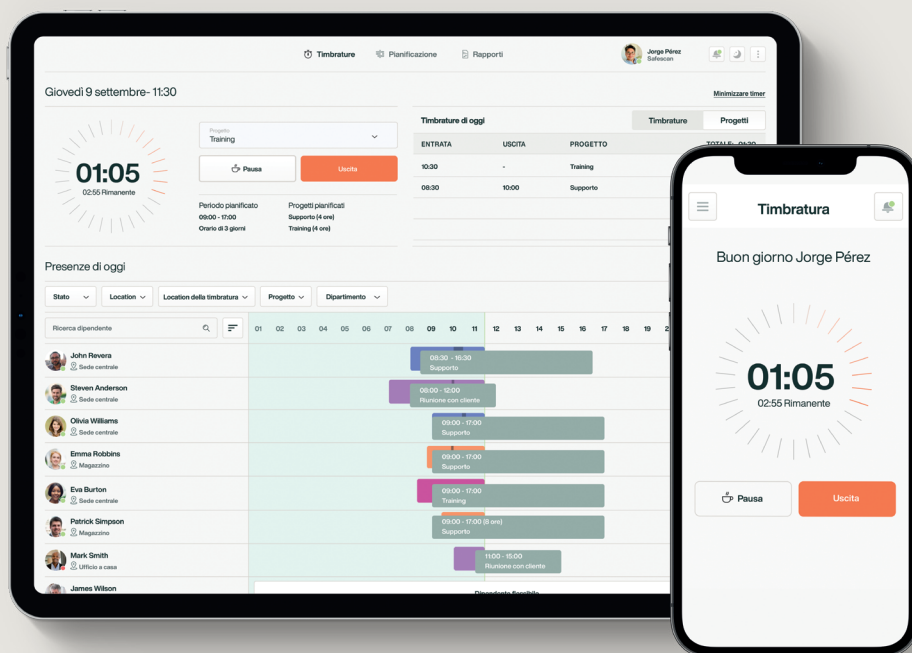 Timbrature
Pianificazione
Rapporti
Jorge Pérez
Safescan
Giovedì 9 settembre- 11:30
Minimizzare timer
01:05
02:55 Rimanente
Progetto
Training
Pausa
Uscita
Periodo pianificato
09:00 - 17:00
Orario di 3 giorni
Progetti pianificati
Supporto (4 ore)
Training (4 ore)
Timbrature di oggi
Timbrature
Progetti
ENTRATA USCITA PROGETTO TOTALE: 01:30
10:30 - Training
08:30 10:00 Supporto
Presenze di oggi
Stato
Location
Location della timbratura
Progetto
Dipartimento
Ricerca dipendente
01 02 03 04 05 06 07 08 09 10 11 12 13 14 15 16 17 18 19
John Revera
Sede centrale
08:30 - 16:30
Supporto
Steven Anderson
Sede centrale
08:00 - 12:00
Riunione con cliente
Olivia Williams
Sede centrale
09:00 - 17:00
Supporto
Emma Robbins
Magazzino
09:00 - 17:00
Supporto
Eva Burton
Sede centrale
09:00 - 17:00
Training
Patrick Simpson
Magazzino
09:00 - 17:00 (8 ore)
Supporto
Mark Smith
Ufficio a casa
11:00 - 15:00
Riunione con cliente
James Wilson
Timbratura
Buon giorno Jorge Pérez
01:05
02:55 Rimanente
Pausa
Uscita